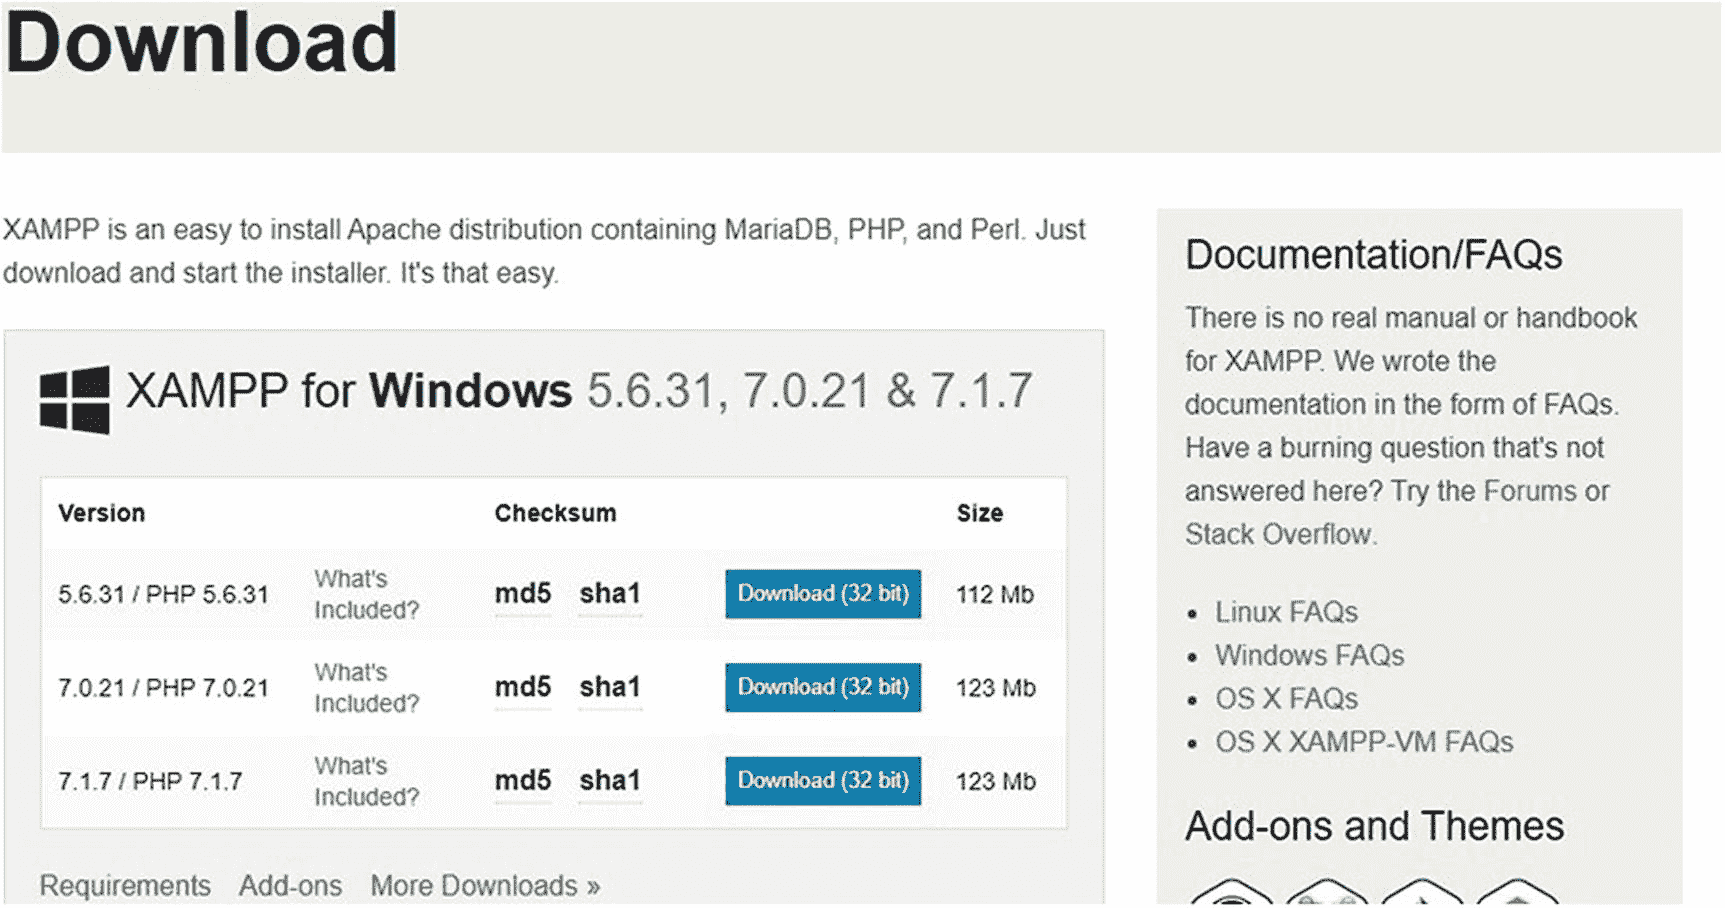 Download
XAMPP is an easy to install Apache distribution containing MariaDB, PHP, and Perl. Just
download and start the installer. It's that easy.
XAMPP for Windows 5.6.31, 7.0.21 & 7.1.7
Version Checksum Size
5.6.31 / PHP 5.6.31 What's Included? md5 sha1 Download (32 bit) 112 Mb
7.0.21 / PHP 7.0.21 What's Included? md5 sha1 Download (32 bit) 123 Mb
7.1.7 / PHP 7.1.7 What's Included? md5 sha1 Download (32 bit) 123 Mb
Requirements Add-ons More Downloads »
Documentation/FAQs
There is no real manual or handbook
for XAMPP. We wrote the
documentation in the form of FAQs.
Have a burning question that's not
answered here? Try the Forums or
Stack Overflow.
• Linux FAQs
• Windows FAQs
• OS X FAQs
• OS X XAMPP-VM FAQs
Add-ons and Themes